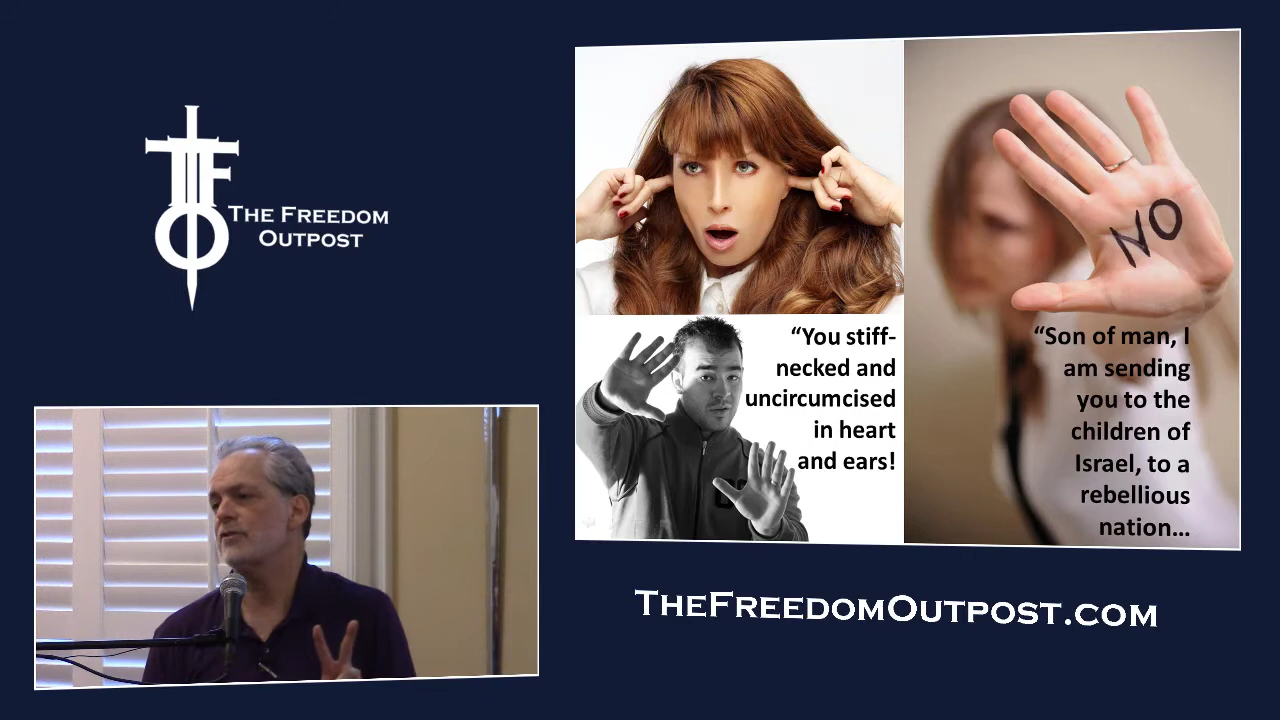 TF
O
THE FREEDOM
OUTPOST
NO
“You stiff-
necked and
uncircumcised
in heart
and ears!
“Son of man, I
am sending
you to the
children of
Israel, to a
rebellious
nation...
THEFREEDOMOUTPOST.COM